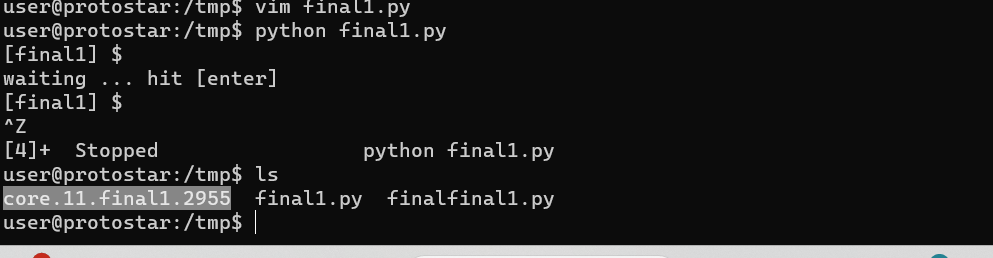 user@protostar:/tmp$ vim final1.py
user@protostar:/tmp$ python final1.py
[final1] $
waiting ... hit [enter]
[final1] $
^Z
[4]+  Stopped                 python final1.py
user@protostar:/tmp$ ls
core.11.final1.2955  final1.py  finalfinal1.py
user@protostar:/tmp$